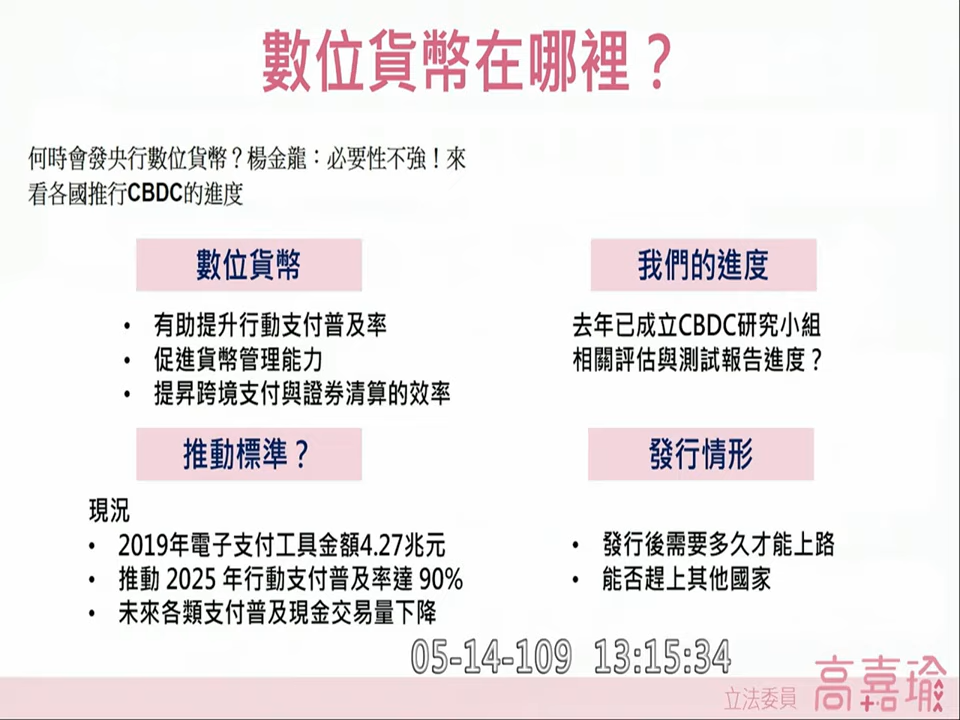 數位貨幣在哪裡？
何時會發央行數位貨幣？楊金龍：必要性不強！來
看各國推行CBDC的進度
數位貨幣
• 有助提升行動支付普及率
• 促進貨幣管理能力
• 提昇跨境支付與證券清算的效率
我們的進度
去年已成立CBDC研究小組
相關評估與測試報告進度？
推動標準？
現況
• 2019年電子支付工具金額4.27兆元
• 推動 2025 年行動支付普及率達 90%
• 未來各類支付普及現金交易量下降
發行情形
• 發行後需要多久才能上路
• 能否趕上其他國家
05-14-109 13:15:34
立法委員 高嘉瑜